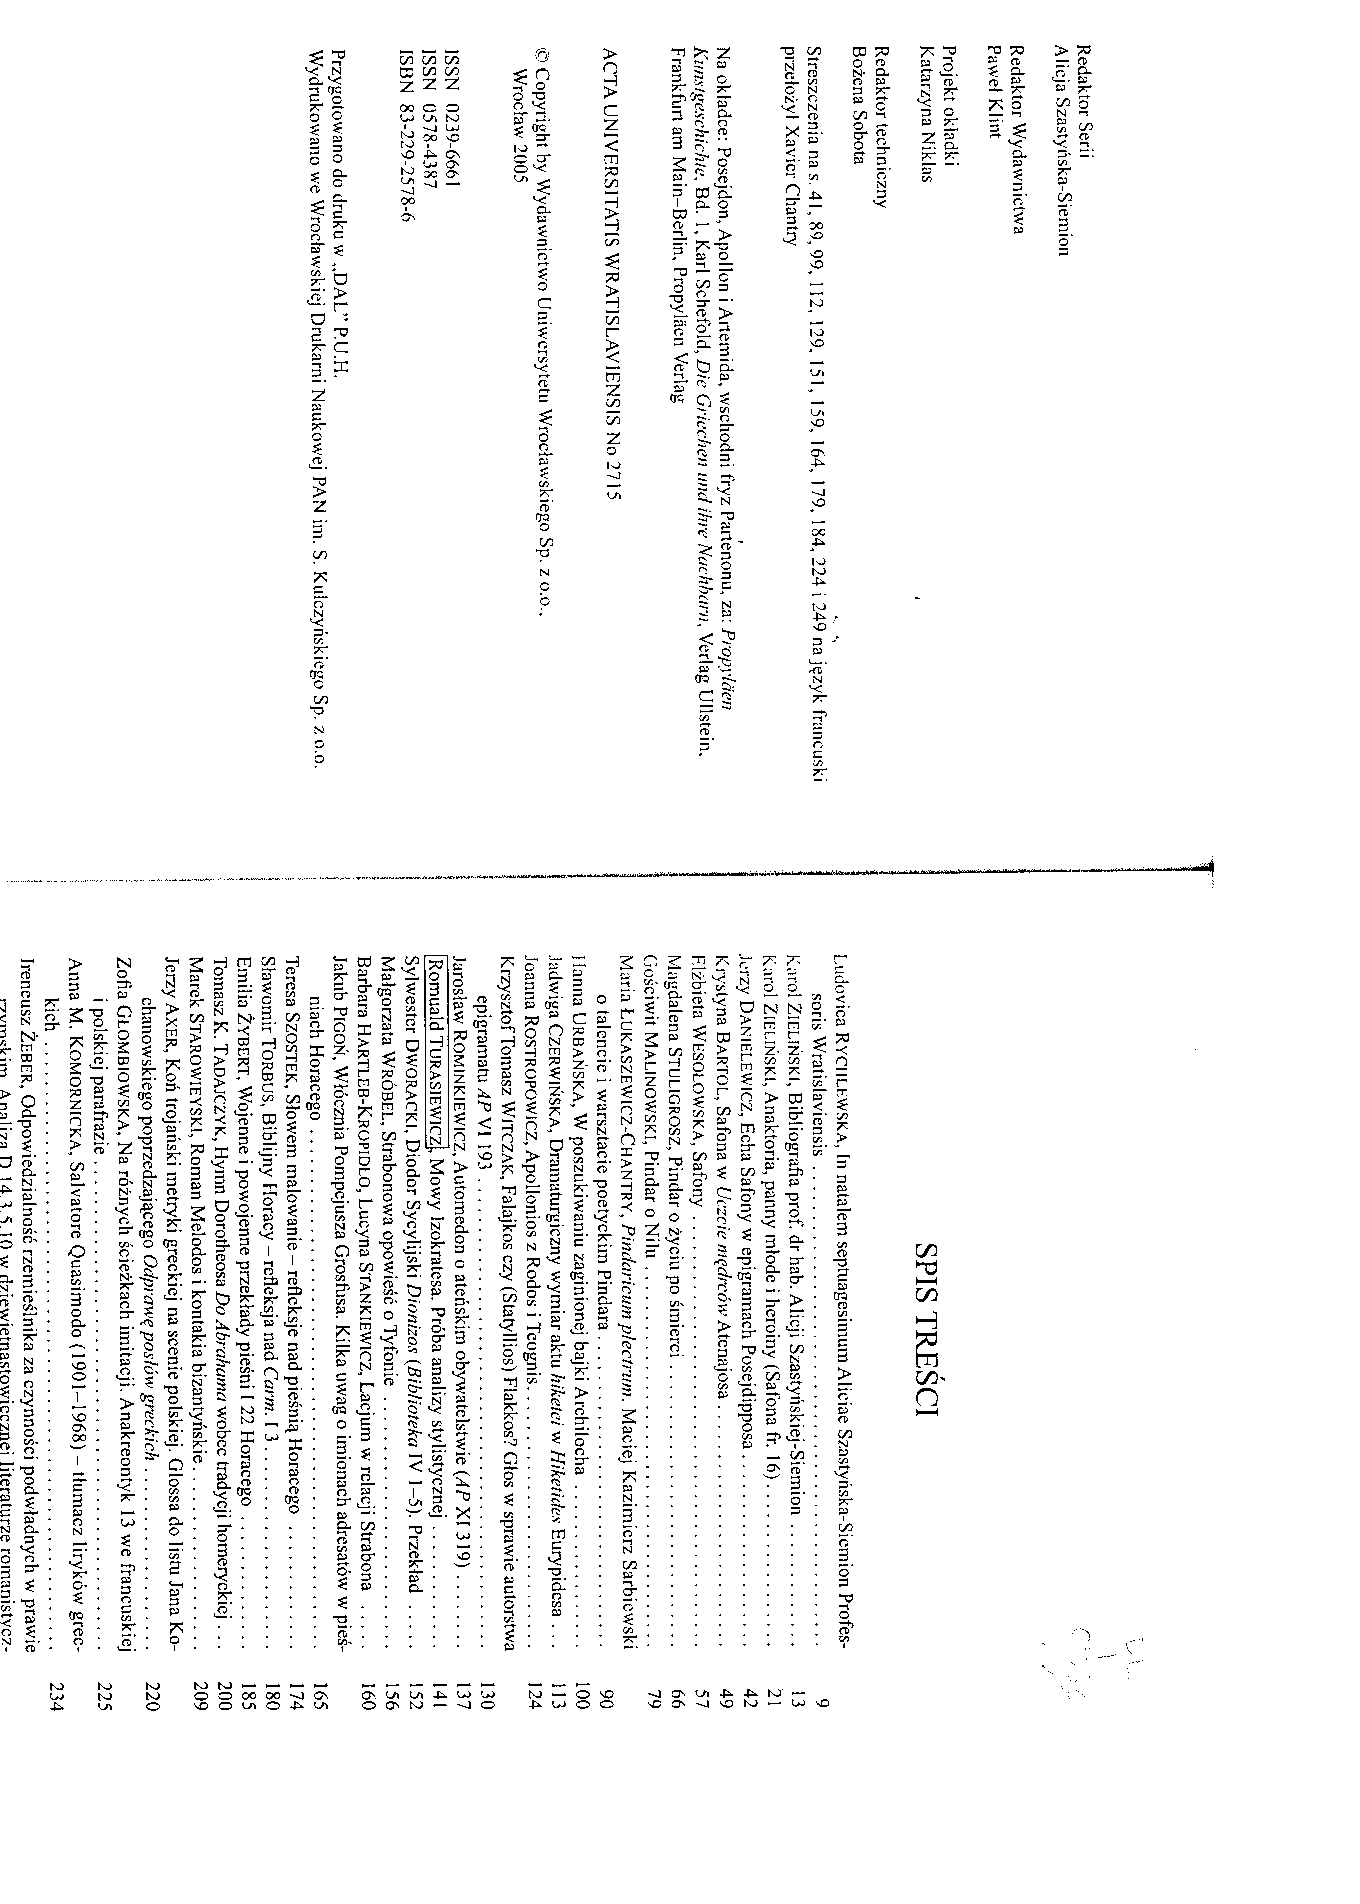 Redaktor Serii
Alicja Szastyńska-Siemion
Redaktor Wydawnictwa
Paweł Klint
Projekt okładki
Katarzyna Niklas
Redaktor techniczny
Bożena Sobota
Streszczenia na s. 41, 89, 99, 112, 129, 151, 159, 164, 179, 184, 224 i 249 na język francuski
przełożył Xavier Chantry
Na okładce: Posejdon, Apollon i Artemida, wschodni fryz Partenonu, za: Propyläen
Kunstgeschichte, Bd. 1, Karl Schefold, Die Griechen und ihre Nachbarn, Verlag Ullstein,
Frankfurt am Main–Berlin, Propyläen Verlag
ACTA UNIVERSITATIS WRATISLAVIENSIS No 2715
© Copyright by Wydawnictwo Uniwersytetu Wrocławskiego Sp. z o.o.,
Wrocław 2005
ISSN 0239-6661
ISSN 0578-4387
ISBN 83-229-2578-6
Przygotowano do druku w „DAL” P.U.H.
Wydrukowano we Wrocławskiej Drukarni Naukowej PAN im. S. Kulczyńskiego Sp. z o.o.
SPIS TREŚCI
Ludovica RYCHLEWSKA, In natalem septuagesimum Aliciae Szastyńska-Siemion Profes-
soris Wratislaviensis . . . . . . . . . . 9
Karol ZIELIŃSKI, Bibliografia prof. dr hab. Alicji Szastyńskiej-Siemion . . . . . . . . . . 13
Karol ZIELIŃSKI, Anaktoria, panny młode i heroiny (Safona fr. 16) . . . . . . . . . . 21
Jerzy DANIELEWICZ, Echa Safony w epigramach Posejdipposa . . . . . . . . . . 42
Krystyna BARTOL, Safona w Uczcie mędrców Atenajosa . . . . . . . . . . 49
Elżbieta WESOŁOWSKA, Safony . . . . . . . . . . 57
Magdalena STULIGROSZ, Pindar o życiu po śmierci . . . . . . . . . . 66
Gościwit MALINOWSKI, Pindar o Nilu . . . . . . . . . . 79
Maria ŁUKASZEWICZ-CHANTRY, Pindaricum plectrum. Maciej Kazimierz Sarbiewski
o talencie i warsztacie poetyckim Pindara . . . . . . . . . . 90
Hanna URBAŃSKA, W poszukiwaniu zaginionej bajki Archilocha . . . . . . . . . . 100
Jadwiga CZERWIŃSKA, Dramaturgiczny wymiar aktu hiketei w Hiketides Eurypidesa . . . 113
Joanna ROSTROPOWICZ, Apollonios z Rodos i Teognis . . . . . . . . . . 124
Krzysztof Tomasz WITCZAK, Falajkos czy (Statyllios) Flakkos? Głos w sprawie autorstwa
epigramatu AP VI 193 . . . . . . . . . . 130
Jarosław ROMINKIEWICZ, Automedon o ateńskim obywatelstwie (AP XI 319) . . . . . 137
Romuald TURASIEWICZ, Mowy Izokratesa. Próba analizy stylistycznej . . . . . . . . . . 141
Sylwester DWORACKI, Diodor Sycylijski Dionizos (Biblioteka IV 1–5). Przekład . . . . . 152
Małgorzata WRÓBEL, Strabonowa opowieść o Tyfonie . . . . . . . . . . 156
Barbara HARTLEB-KROPIDŁO, Lucyna STANKIEWICZ, Lacjum w relacji Strabona . . . . 160
Jakub PIGOŃ, Włócznia Pompejusza Grosfusa. Kilka uwag o imionach adresatów w pieś-
niach Horacego . . . . . . . . . . 165
Teresa SZOSTEK, Słowem malowanie – refleksje nad pieśnią Horacego . . . . . . . . . . 174
Sławomir TORBUS, Biblijny Horacy – refleksja nad Carm. I 3 . . . . . . . . . . 180
Emilia ŻYBERT, Wojenne i powojenne przekłady pieśni I 22 Horacego . . . . . . . . . . 185
Tomasz K. TADAJCZYK, Hymn Dorotheosa Do Abrahama wobec tradycji homeryckiej . . . 200
Marek STAROWIEYSKI, Roman Melodos i kontakia bizantyńskie . . . . . . . . . . 209
Jerzy AXER, Koń trojański metryki greckiej na scenie polskiej. Glossa do listu Jana Ko-
chanowskiego poprzedzającego Odprawę posłów greckich . . . . . . . . . . 220
Zofia GŁOMBIOWSKA, Na różnych ścieżkach imitacji. Anakreontyk 13 we francuskiej
i polskiej parafrazie . . . . . . . . . . 225
Anna M. KOMORNICKA, Salvatore Quasimodo (1901–1968) – tłumacz liryków grec-
kich . . . . . . . . . . 234
Ireneusz ŻEBER, Odpowiedzialność rzemieślnika za czynności podwładnych w prawie
rzymskim. Analiza D 14,3,5,10 w dziewiętnastowiecznej literaturze romanistycz-